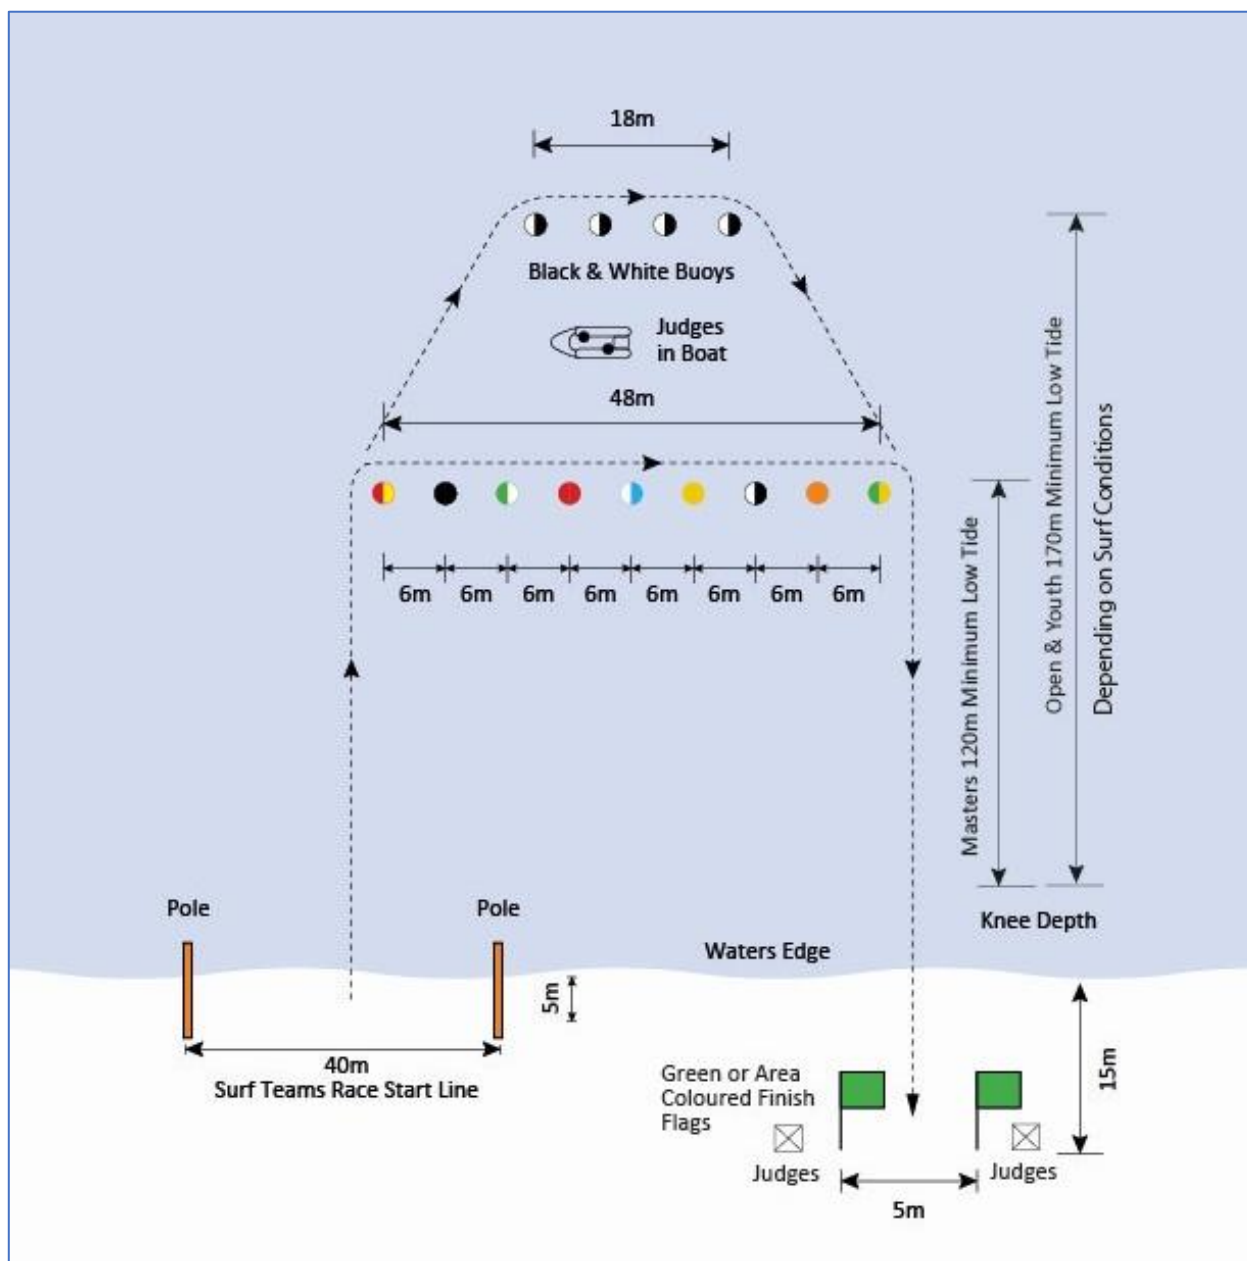 18m
Black & White Buoys
Judges
in Boat
48m
6m 6m 6m 6m 6m 6m 6m 6m
Masters 120m Minimum Low Tide
Open & Youth 170m Minimum Low Tide
Depending on Surf Conditions
Pole
Pole
Knee Depth
Waters Edge
5m
40m
Surf Teams Race Start Line
Green or Area
Coloured Finish
Flags
15m
Judges
Judges
5m